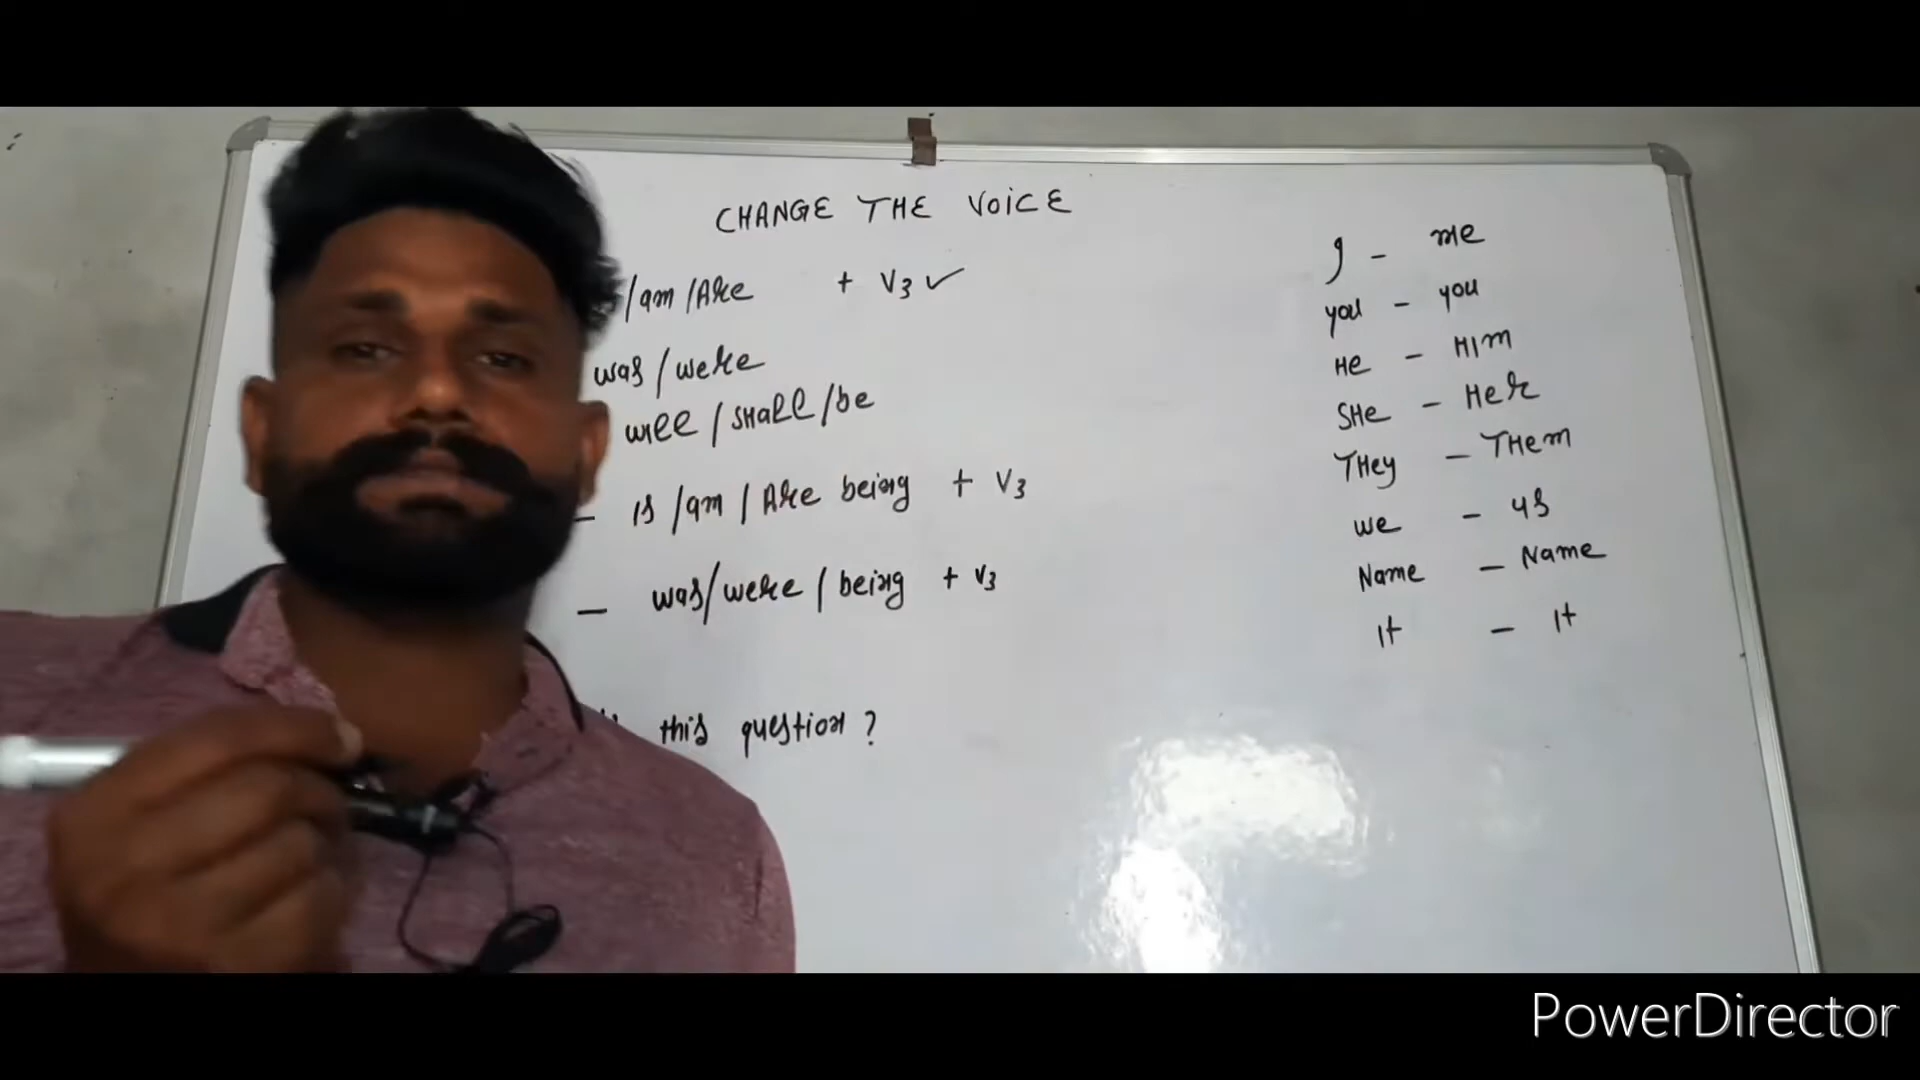 CHANGE THE VOICE
/am/Are + V3 ✓
was/were
will/SHall/be
– is/am/Are being + V3
– was/were/being + V3
this question?
I – me
you – you
He – HIm
SHe – Her
THey – THem
we – us
Name – Name
It – It
PowerDirector